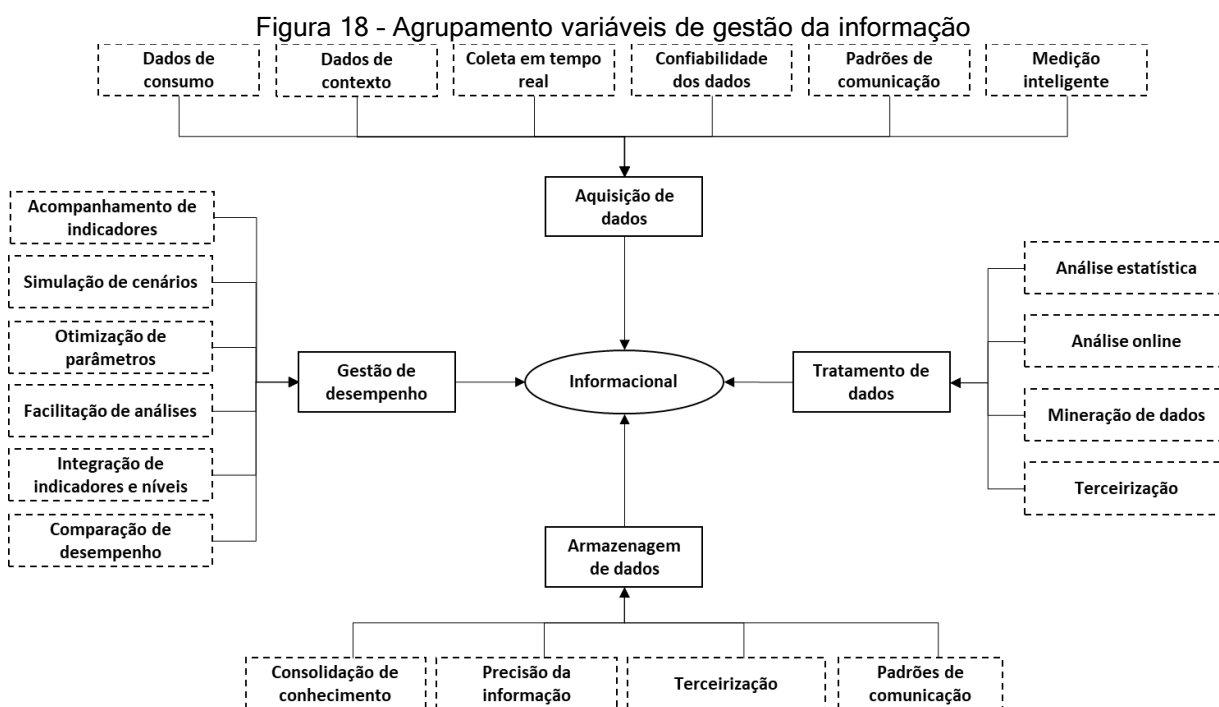 Figura 18 - Agrupamento variáveis de gestão da informação
Dados de
consumo
Dados de
contexto
Coleta em tempo
real
Confiabilidade
dos dados
Padrões de
comunicação
Medição
inteligente
Aquisição de
dados
Acompanhamento de
indicadores
Simulação de cenários
Otimização de
parâmetros
Facilitação de análises
Integração de
indicadores e níveis
Comparação de
desempenho
Gestão de
desempenho
Informacional
Tratamento de
dados
Análise estatística
Análise online
Mineração de dados
Terceirização
Armazenagem
de dados
Consolidação de
conhecimento
Precisão da
informação
Terceirização
Padrões de
comunicação